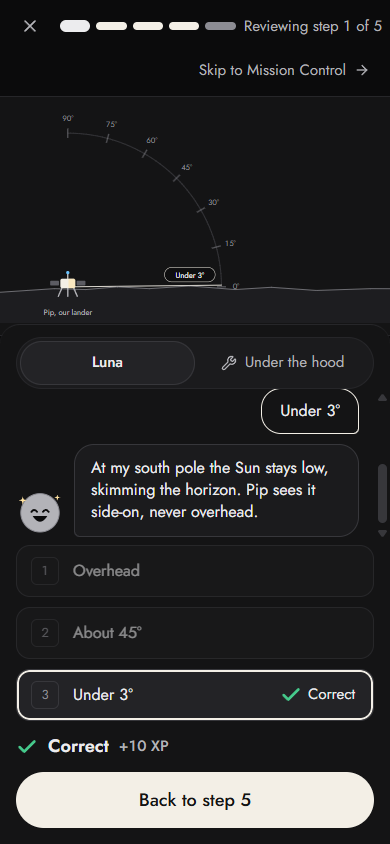 Reviewing step 1 of 5
Skip to Mission Control
90°
75°
60°
45°
30°
15°
Under 3°
0°
Pip, our lander
Luna
Under the hood
Under 3°
At my south pole the Sun stays low,
skimming the horizon. Pip sees it
side-on, never overhead.
1 Overhead
2 About 45°
3 Under 3° Correct
Correct +10 XP
Back to step 5